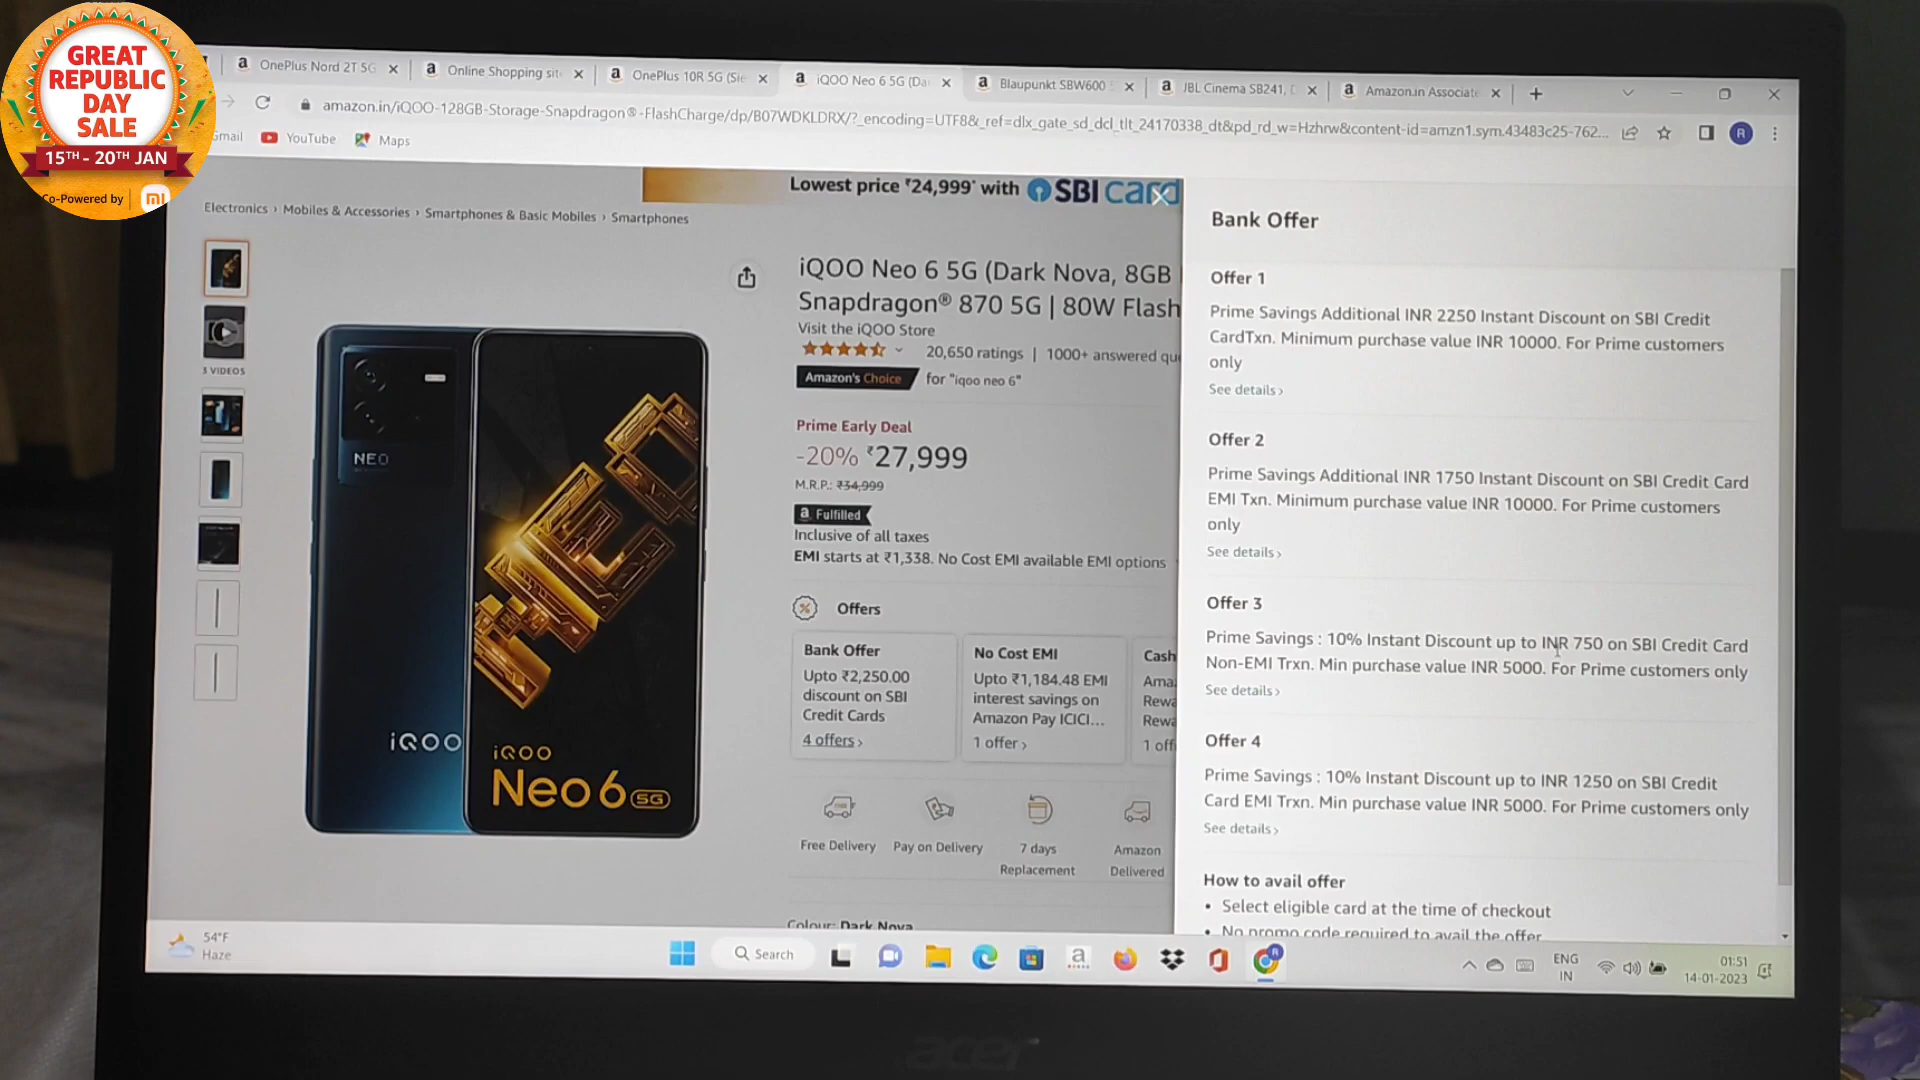 GREAT
REPUBLIC
DAY
SALE
15TH - 20TH JAN
Co-Powered by
mi
OnePlus Nord 2T 5G
Online Shopping site
OnePlus 10R 5G (Sie
iQOO Neo 6 5G (Da
Blaupunkt SBW600
JBL Cinema SB241,
Amazon.in Associate
amazon.in/iQOO-128GB-Storage-Snapdragon®-FlashCharge/dp/B07WDKLDRX/?_encoding=UTF8&_ref=dlx_gate_sd_dcl_tlt_24170338_dt&pd_rd_w=Hzhrw&content-id=amzn1.sym.43483c25-762...
R
Gmail
YouTube
Maps
Lowest price ₹24,999* with SBI card
Electronics › Mobiles & Accessories › Smartphones & Basic Mobiles › Smartphones
3 VIDEOS
NEO
iQOO
iQOO
Neo 6 5G
iQOO Neo 6 5G (Dark Nova, 8GB
Snapdragon® 870 5G | 80W Flash
Visit the iQOO Store
20,650 ratings | 1000+ answered qu
Amazon's Choice for "iqoo neo 6"
Prime Early Deal
-20% ₹27,999
M.R.P.: ₹34,999
a Fulfilled
Inclusive of all taxes
EMI starts at ₹1,338. No Cost EMI available EMI options
Offers
Bank Offer
Upto ₹2,250.00
discount on SBI
Credit Cards
4 offers ›
No Cost EMI
Upto ₹1,184.48 EMI
interest savings on
Amazon Pay ICICI...
1 offer ›
Cash
Ama
Rewa
Rewa
1 off
Free Delivery
Pay on Delivery
7 days
Replacement
Amazon
Delivered
Colour: Dark Nova
Bank Offer
Offer 1
Prime Savings Additional INR 2250 Instant Discount on SBI Credit
CardTxn. Minimum purchase value INR 10000. For Prime customers
only
See details ›
Offer 2
Prime Savings Additional INR 1750 Instant Discount on SBI Credit Card
EMI Txn. Minimum purchase value INR 10000. For Prime customers
only
See details ›
Offer 3
Prime Savings : 10% Instant Discount up to INR 750 on SBI Credit Card
Non-EMI Trxn. Min purchase value INR 5000. For Prime customers only
See details ›
Offer 4
Prime Savings : 10% Instant Discount up to INR 1250 on SBI Credit
Card EMI Trxn. Min purchase value INR 5000. For Prime customers only
See details ›
How to avail offer
• Select eligible card at the time of checkout
• No promo code required to avail the offer
54°F
Haze
Search
ENG
IN
01:51
14-01-2023
acer